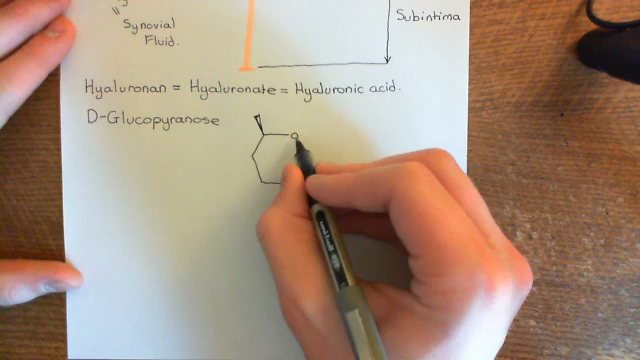 Synovial
Fluid.
Subintima
Hyaluronan = Hyaluronate = Hyaluronic acid.
D-Glucopyranose
O